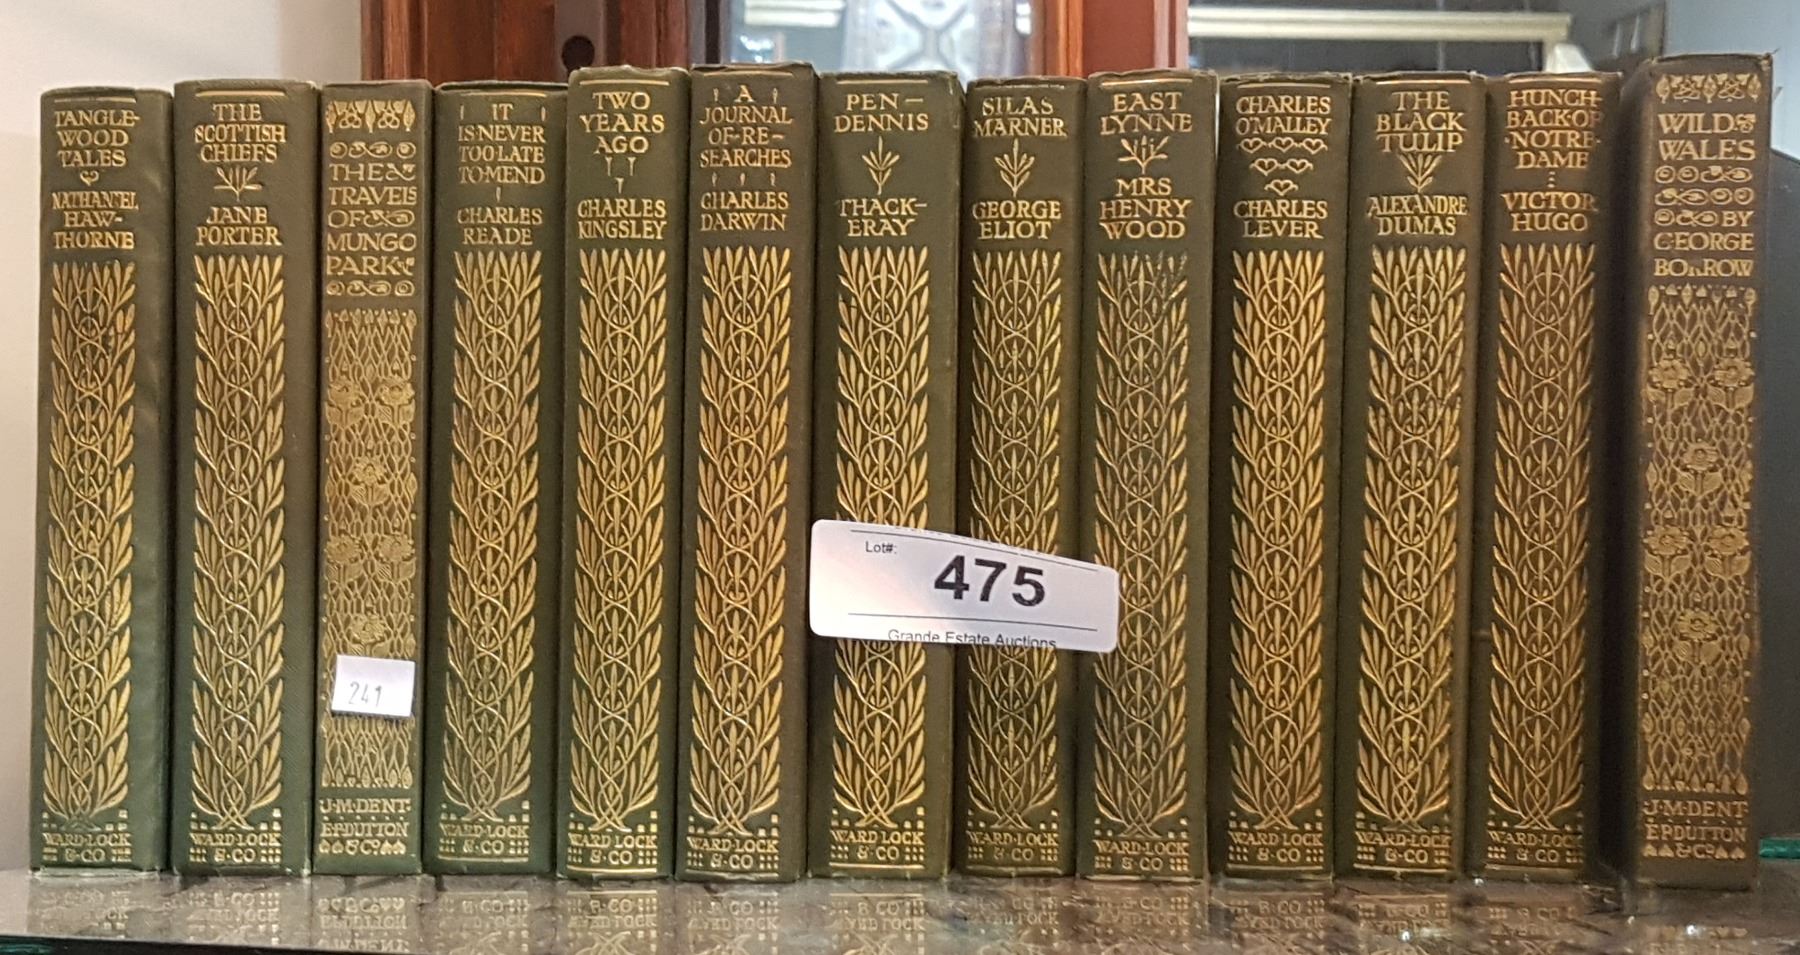 TANGLE-
WOOD
TALES
NATHANIEL
HAW-
THORNE
WARD·LOCK
& CO
THE
SCOTTISH
CHIEFS
JANE
PORTER
WARD·LOCK
& CO
THE
TRAVELS
OF
MUNGO
PARK
241
J·M·DENT
E·P·DUTTON
& Co
IT
IS·NEVER
TOO·LATE
TO·MEND
CHARLES
READE
WARD·LOCK
& CO
TWO
YEARS
AGO
CHARLES
KINGSLEY
WARD·LOCK
& CO
A
JOURNAL
OF·RE-
SEARCHES
CHARLES
DARWIN
WARD·LOCK
& CO
PEN-
DENNIS
THACK-
ERAY
WARD LOCK
& CO
SILAS
MARNER
GEORGE
ELIOT
WARD·LOCK
& CO
EAST
LYNNE
MRS
HENRY
WOOD
WARD·LOCK
& CO
CHARLES
O'MALLEY
CHARLES
LEVER
WARD·LOCK
& CO
THE
BLACK
TULIP
ALEXANDRE
DUMAS
WARD·LOCK
& CO
HUNCH-
BACK·OF
NOTRE·
DAME
VICTOR
HUGO
WARD·LOCK
& CO
WILD
WALES
BY
GEORGE
BORROW
J·M·DENT
E·P·DUTTON
& Co
Lot#:
475
Grande Estate Auctions